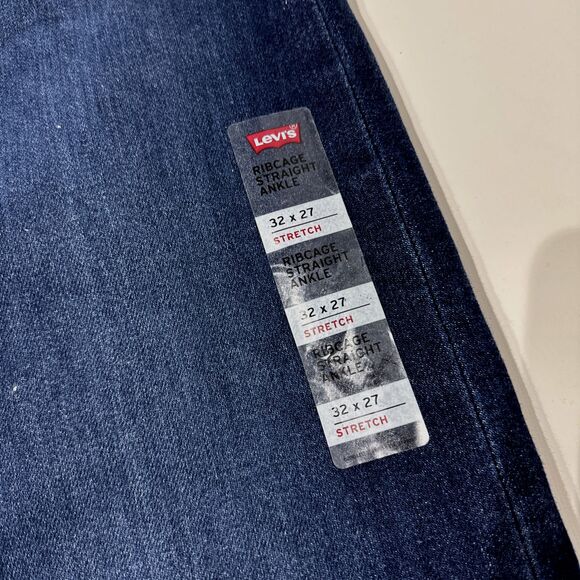 Levi's
RIBCAGE
STRAIGHT
ANKLE
32 x 27
STRETCH
RIBCAGE
STRAIGHT
ANKLE
32 x 27
STRETCH
RIBCAGE
STRAIGHT
ANKLE
32 x 27
STRETCH